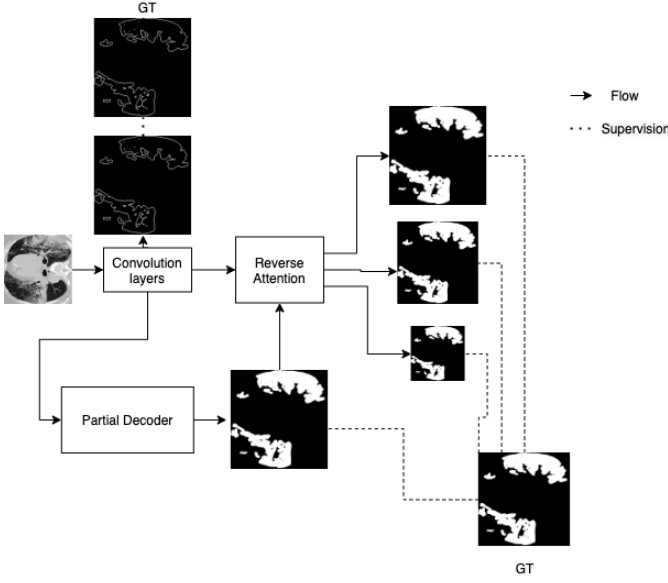 GT
Flow
Supervision
Convolution
layers
Reverse
Attention
Partial Decoder
GT